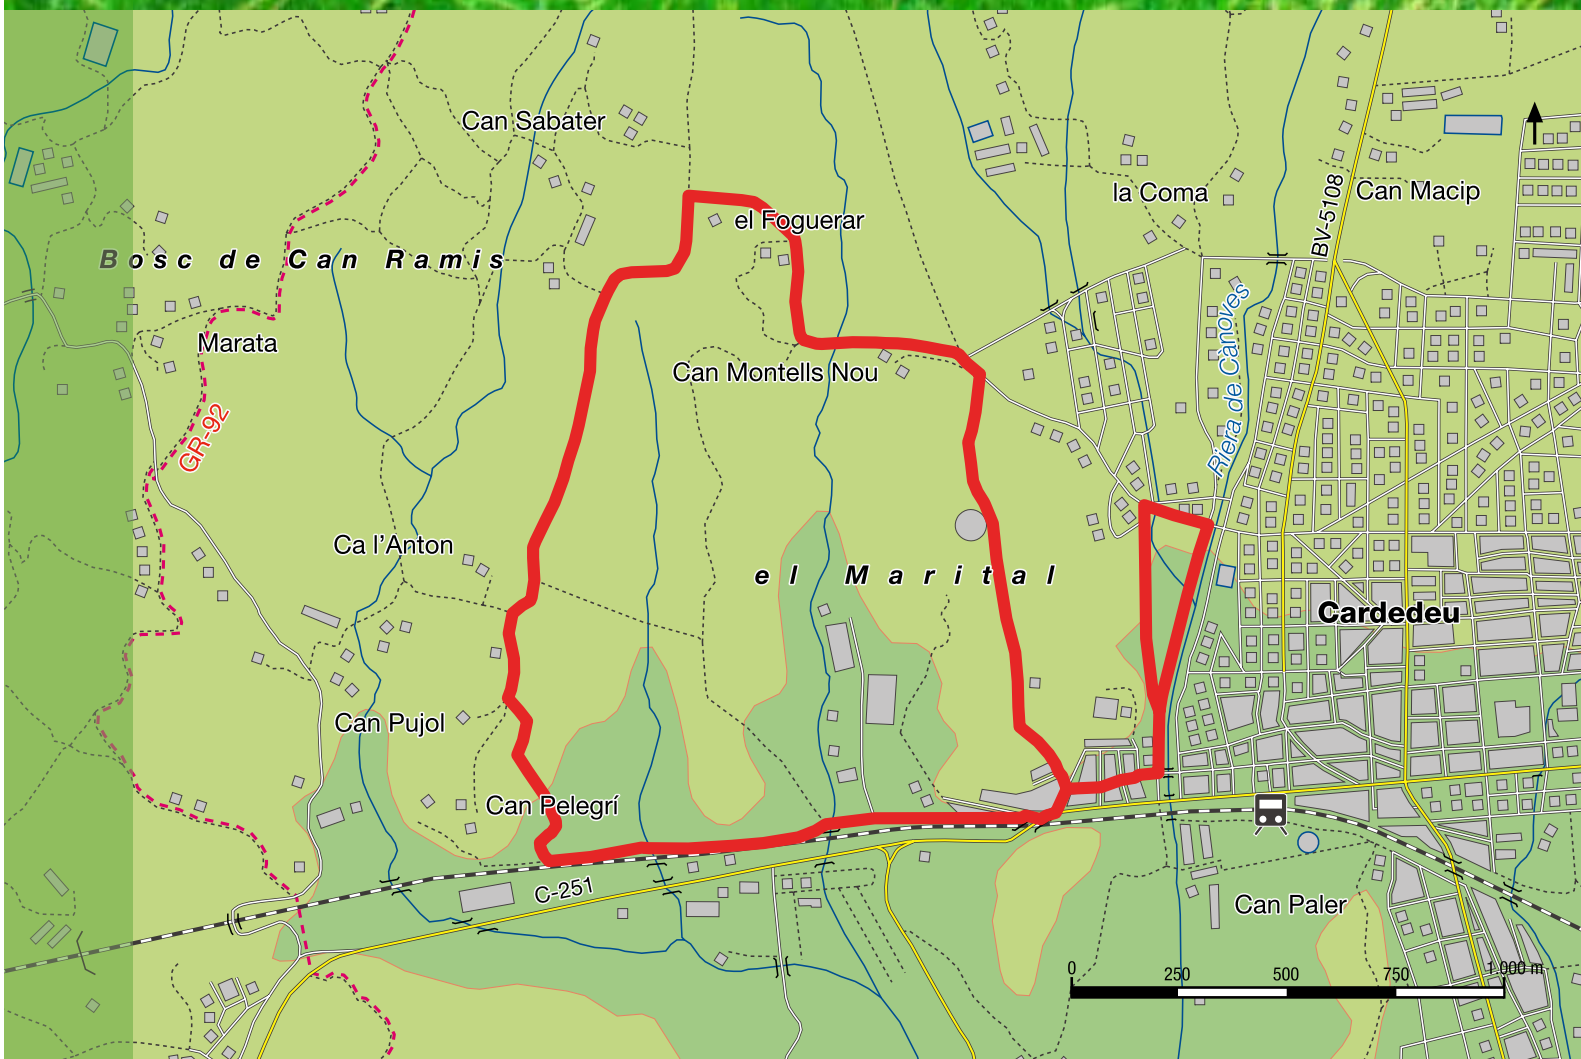 Can Sabater
la Coma
BV-5108
Can Macip
el Foguerar
Bosc de Can Ramis
Marata
Riera de Canoves
Can Montells Nou
GR-92
Ca l'Anton
el Marital
Cardedeu
Can Pujol
Can Pelegrí
C-251
Can Paler
0 250 500 750 1.000 m